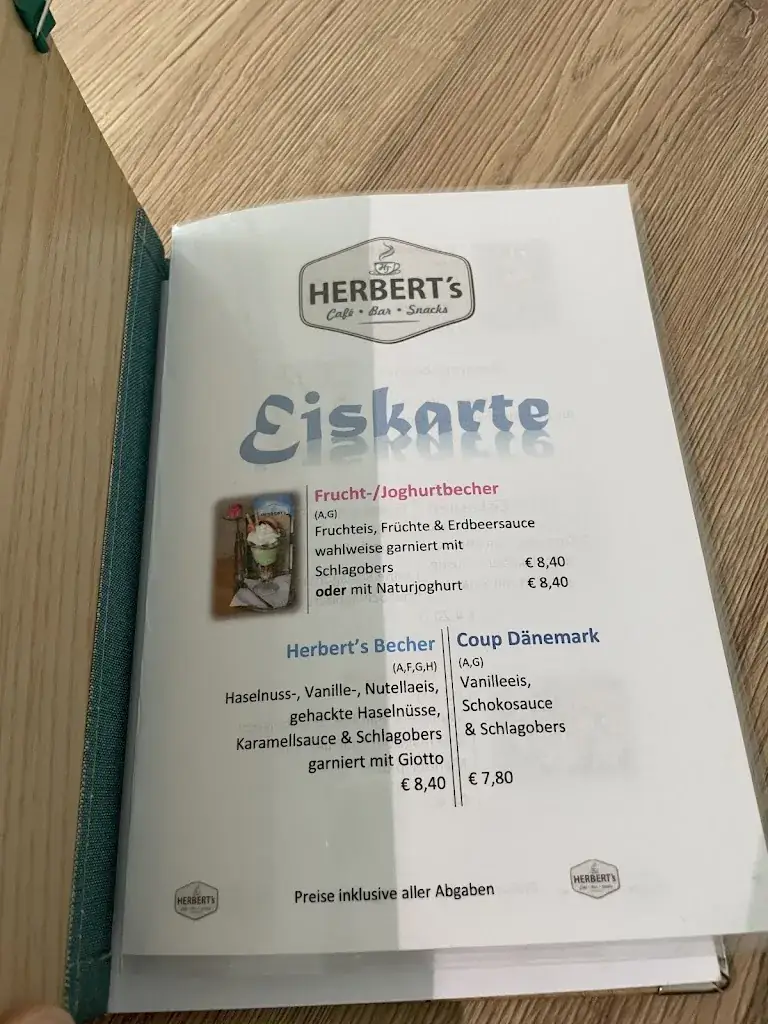 HERBERT's
Café • Bar • Snacks
Eiskarte
Frucht-/Joghurtbecher
(A,G)
Fruchteis, Früchte & Erdbeersauce
wahlweise garniert mit
Schlagobers € 8,40
oder mit Naturjoghurt € 8,40
Herbert's Becher
(A,F,G,H)
Haselnuss-, Vanille-, Nutellaeis,
gehackte Haselnüsse,
Karamellsauce & Schlagobers
garniert mit Giotto
€ 8,40
Coup Dänemark
(A,G)
Vanilleeis,
Schokosauce
& Schlagobers
€ 7,80
HERBERT's
Preise inklusive aller Abgaben
HERBERT's